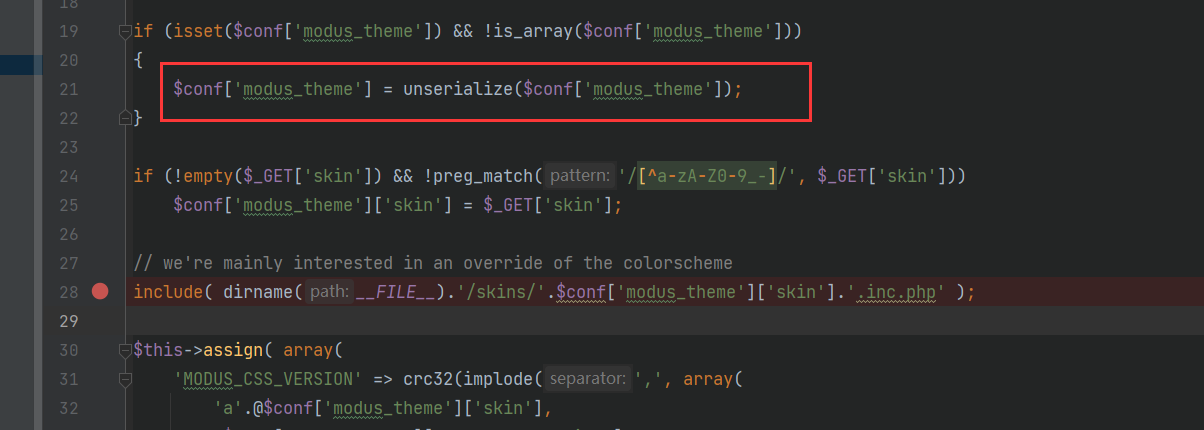 18
19 if (isset($conf['modus_theme']) && !is_array($conf['modus_theme']))
20 {
21 $conf['modus_theme'] = unserialize($conf['modus_theme']);
22 }
23
24 if (!empty($_GET['skin']) && !preg_match( pattern: '/[^a-zA-Z0-9_-]/', $_GET['skin']))
25 $conf['modus_theme']['skin'] = $_GET['skin'];
26
27 // we're mainly interested in an override of the colorscheme
28 include( dirname( path: __FILE__).'/skins/'.$conf['modus_theme']['skin'].'.inc.php' );
29
30 $this->assign( array(
31 'MODUS_CSS_VERSION' => crc32(implode( separator: ',', array(
32 'a'.@$conf['modus_theme']['skin'],